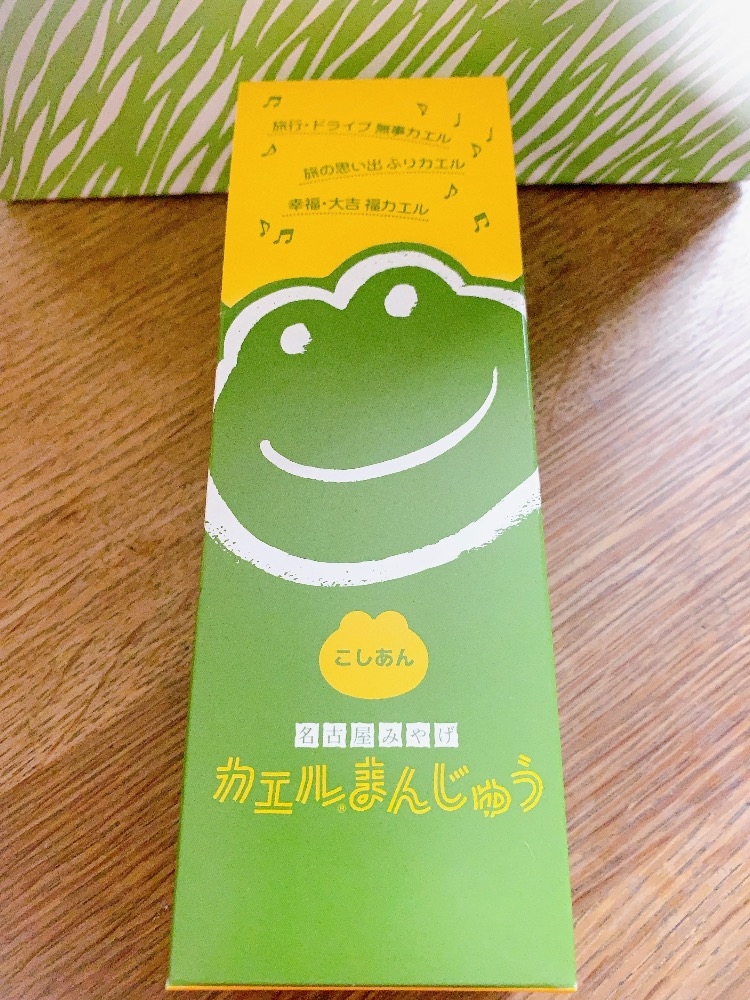 旅行・ドライブ 無事カエル
旅の思い出 ふりカエル
幸福・大吉 福カエル
こしあん
名古屋みやげ
カエル®まんじゅう